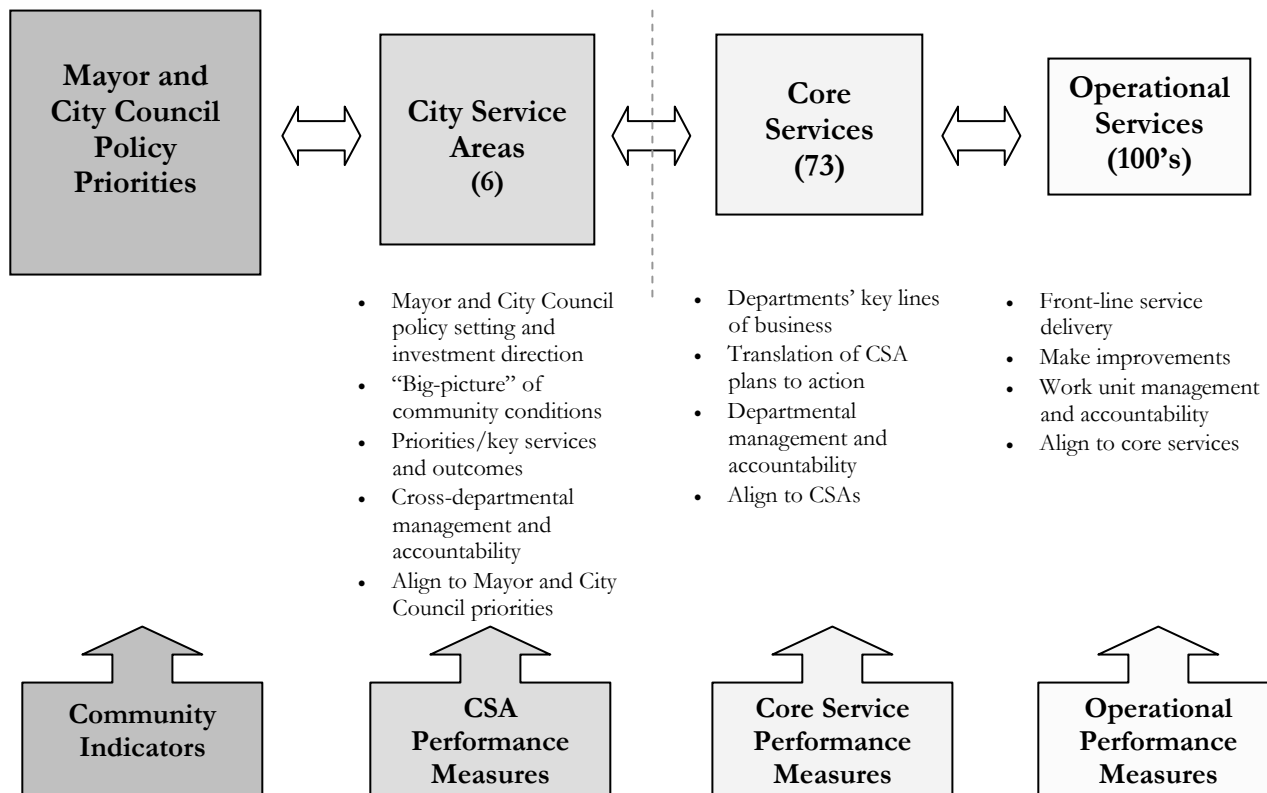 Mayor and
City Council
Policy
Priorities
City Service
Areas
(6)
Core
Services
(73)
Operational
Services
(100’s)
• Mayor and City Council
policy setting and
investment direction
• “Big-picture” of
community conditions
• Priorities/key services
and outcomes
• Cross-departmental
management and
accountability
• Align to Mayor and City
Council priorities
• Departments’ key lines
of business
• Translation of CSA
plans to action
• Departmental
management and
accountability
• Align to CSAs
• Front-line service
delivery
• Make improvements
• Work unit management
and accountability
• Align to core services
Community
Indicators
CSA
Performance
Measures
Core Service
Performance
Measures
Operational
Performance
Measures